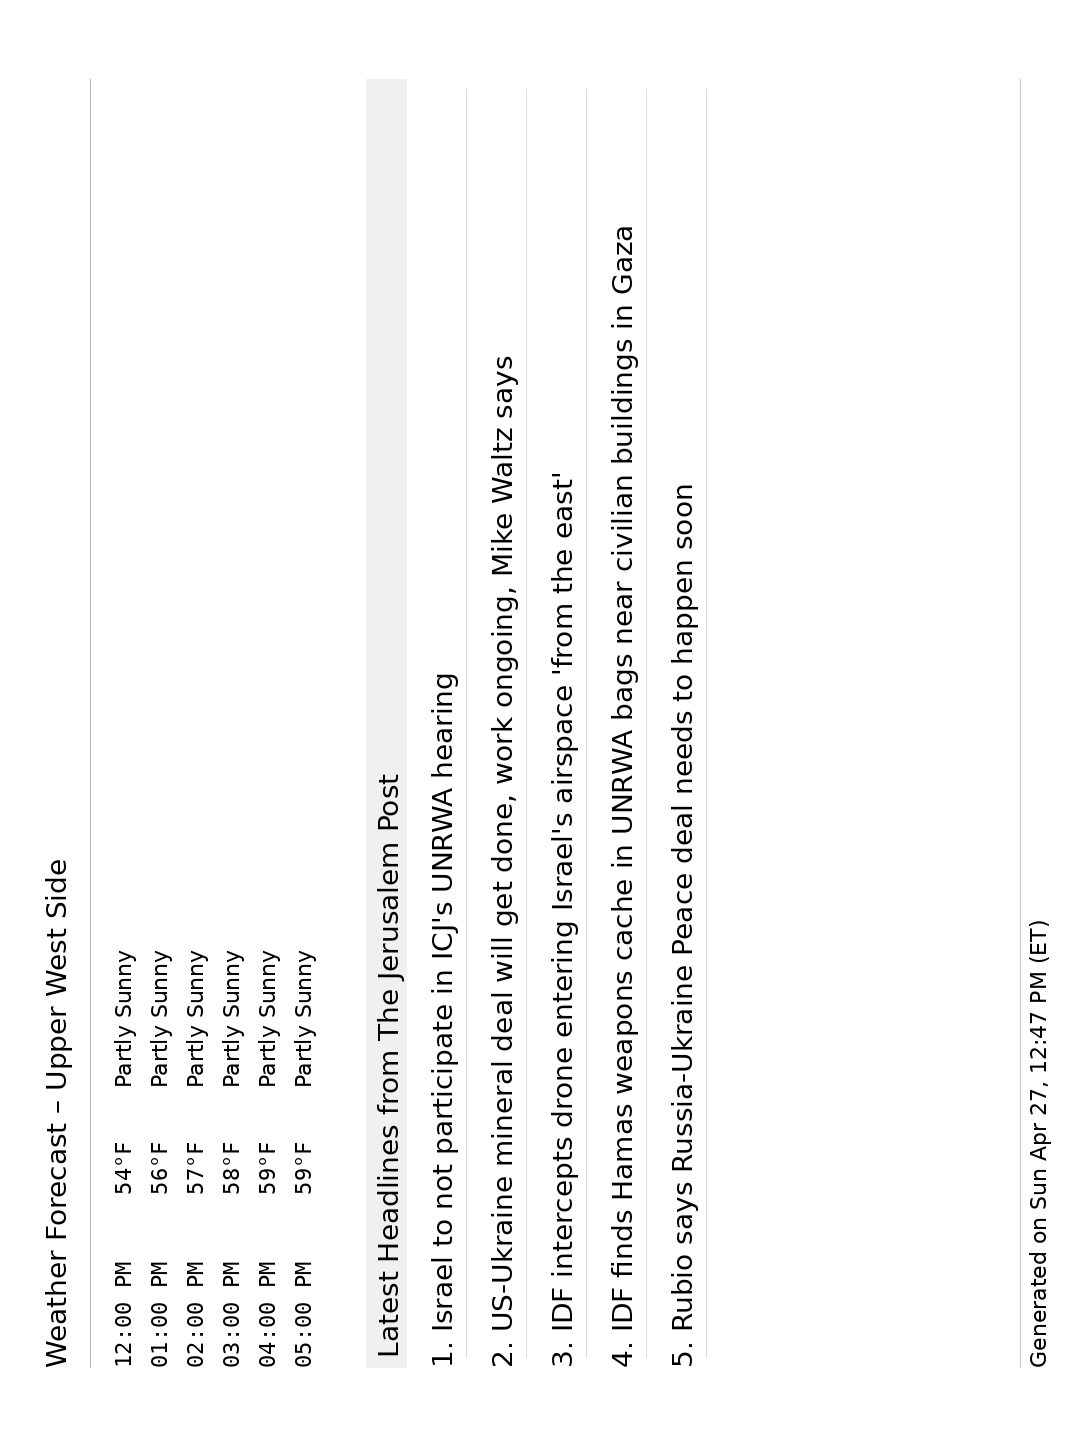 Weather Forecast – Upper West Side
12:00 PM 54°F Partly Sunny
01:00 PM 56°F Partly Sunny
02:00 PM 57°F Partly Sunny
03:00 PM 58°F Partly Sunny
04:00 PM 59°F Partly Sunny
05:00 PM 59°F Partly Sunny
Latest Headlines from The Jerusalem Post
1. Israel to not participate in ICJ's UNRWA hearing
2. US-Ukraine mineral deal will get done, work ongoing, Mike Waltz says
3. IDF intercepts drone entering Israel's airspace 'from the east'
4. IDF finds Hamas weapons cache in UNRWA bags near civilian buildings in Gaza
5. Rubio says Russia-Ukraine Peace deal needs to happen soon
Generated on Sun Apr 27, 12:47 PM (ET)